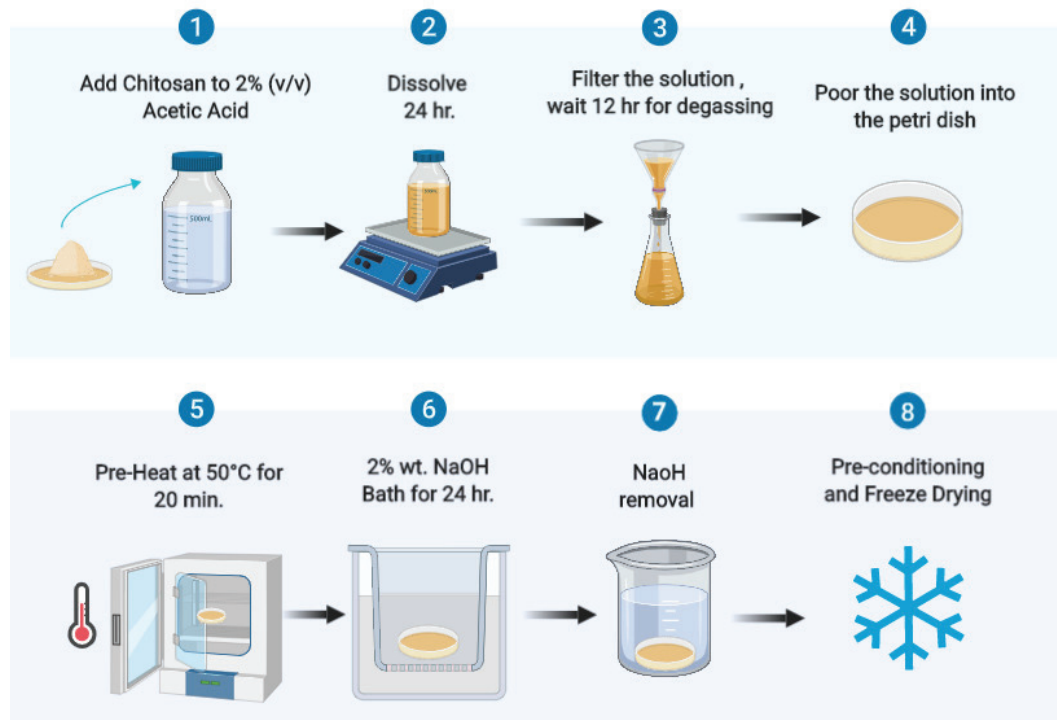 1
Add Chitosan to 2% (v/v)
Acetic Acid
500mL
2
Dissolve
24 hr.
3
Filter the solution ,
wait 12 hr for degassing
4
Poor the solution into
the petri dish
5
Pre-Heat at 50°C for
20 min.
6
2% wt. NaOH
Bath for 24 hr.
7
NaoH
removal
8
Pre-conditioning
and Freeze Drying